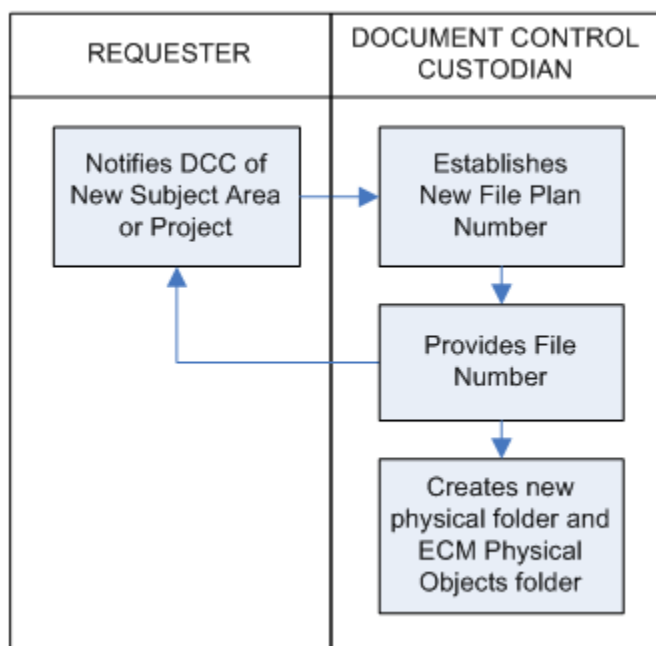 REQUESTER
DOCUMENT CONTROL
CUSTODIAN
Notifies DCC of
New Subject Area
or Project
Establishes
New File Plan
Number
Provides File
Number
Creates new
physical folder and
ECM Physical
Objects folder